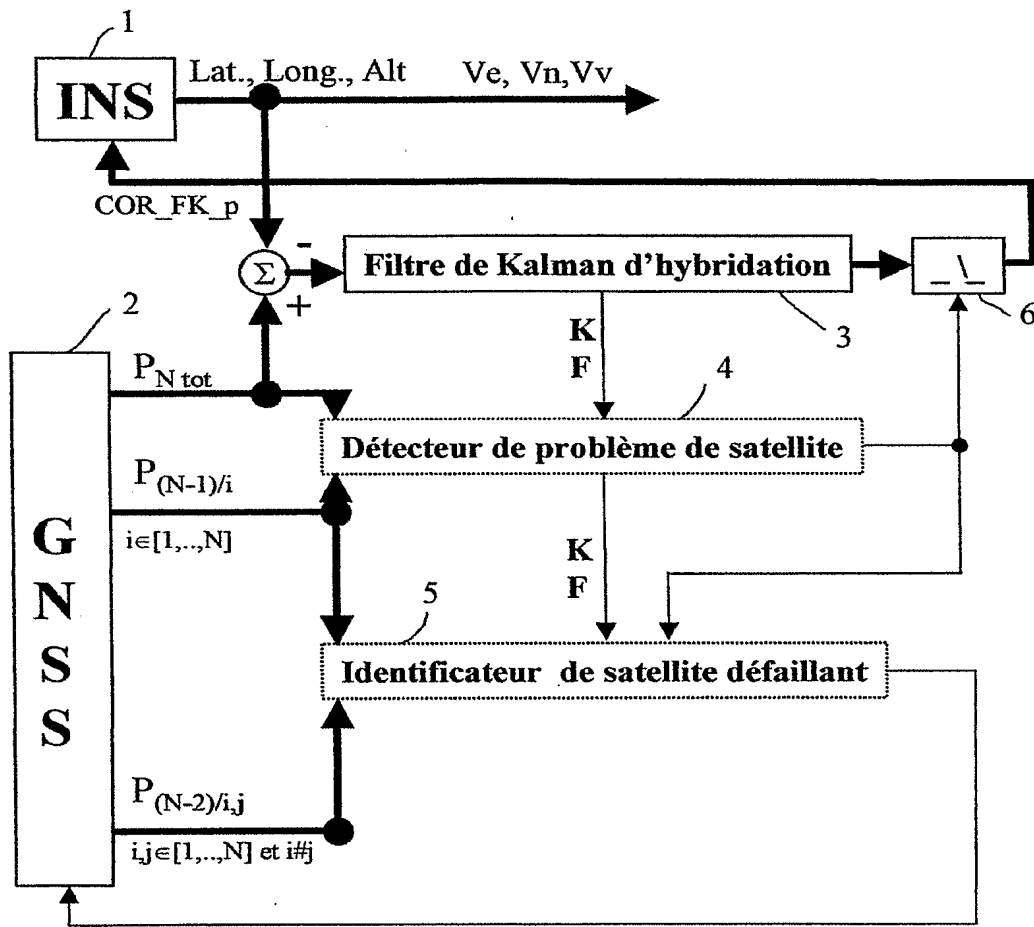 1
INS
Lat., Long., Alt
Ve, Vn,Vv
COR_FK_p
-
Σ
+
Filtre de Kalman d'hybridation
_ \ _
3
6
2
K
F
P_{N tot}
4
Détecteur de problème de satellite
P_{(N-1)/i}
i∈[1,..,N]
G
N
S
S
K
F
5
Identificateur de satellite défaillant
P_{(N-2)/i,j}
i,j∈[1,..,N] et i#j